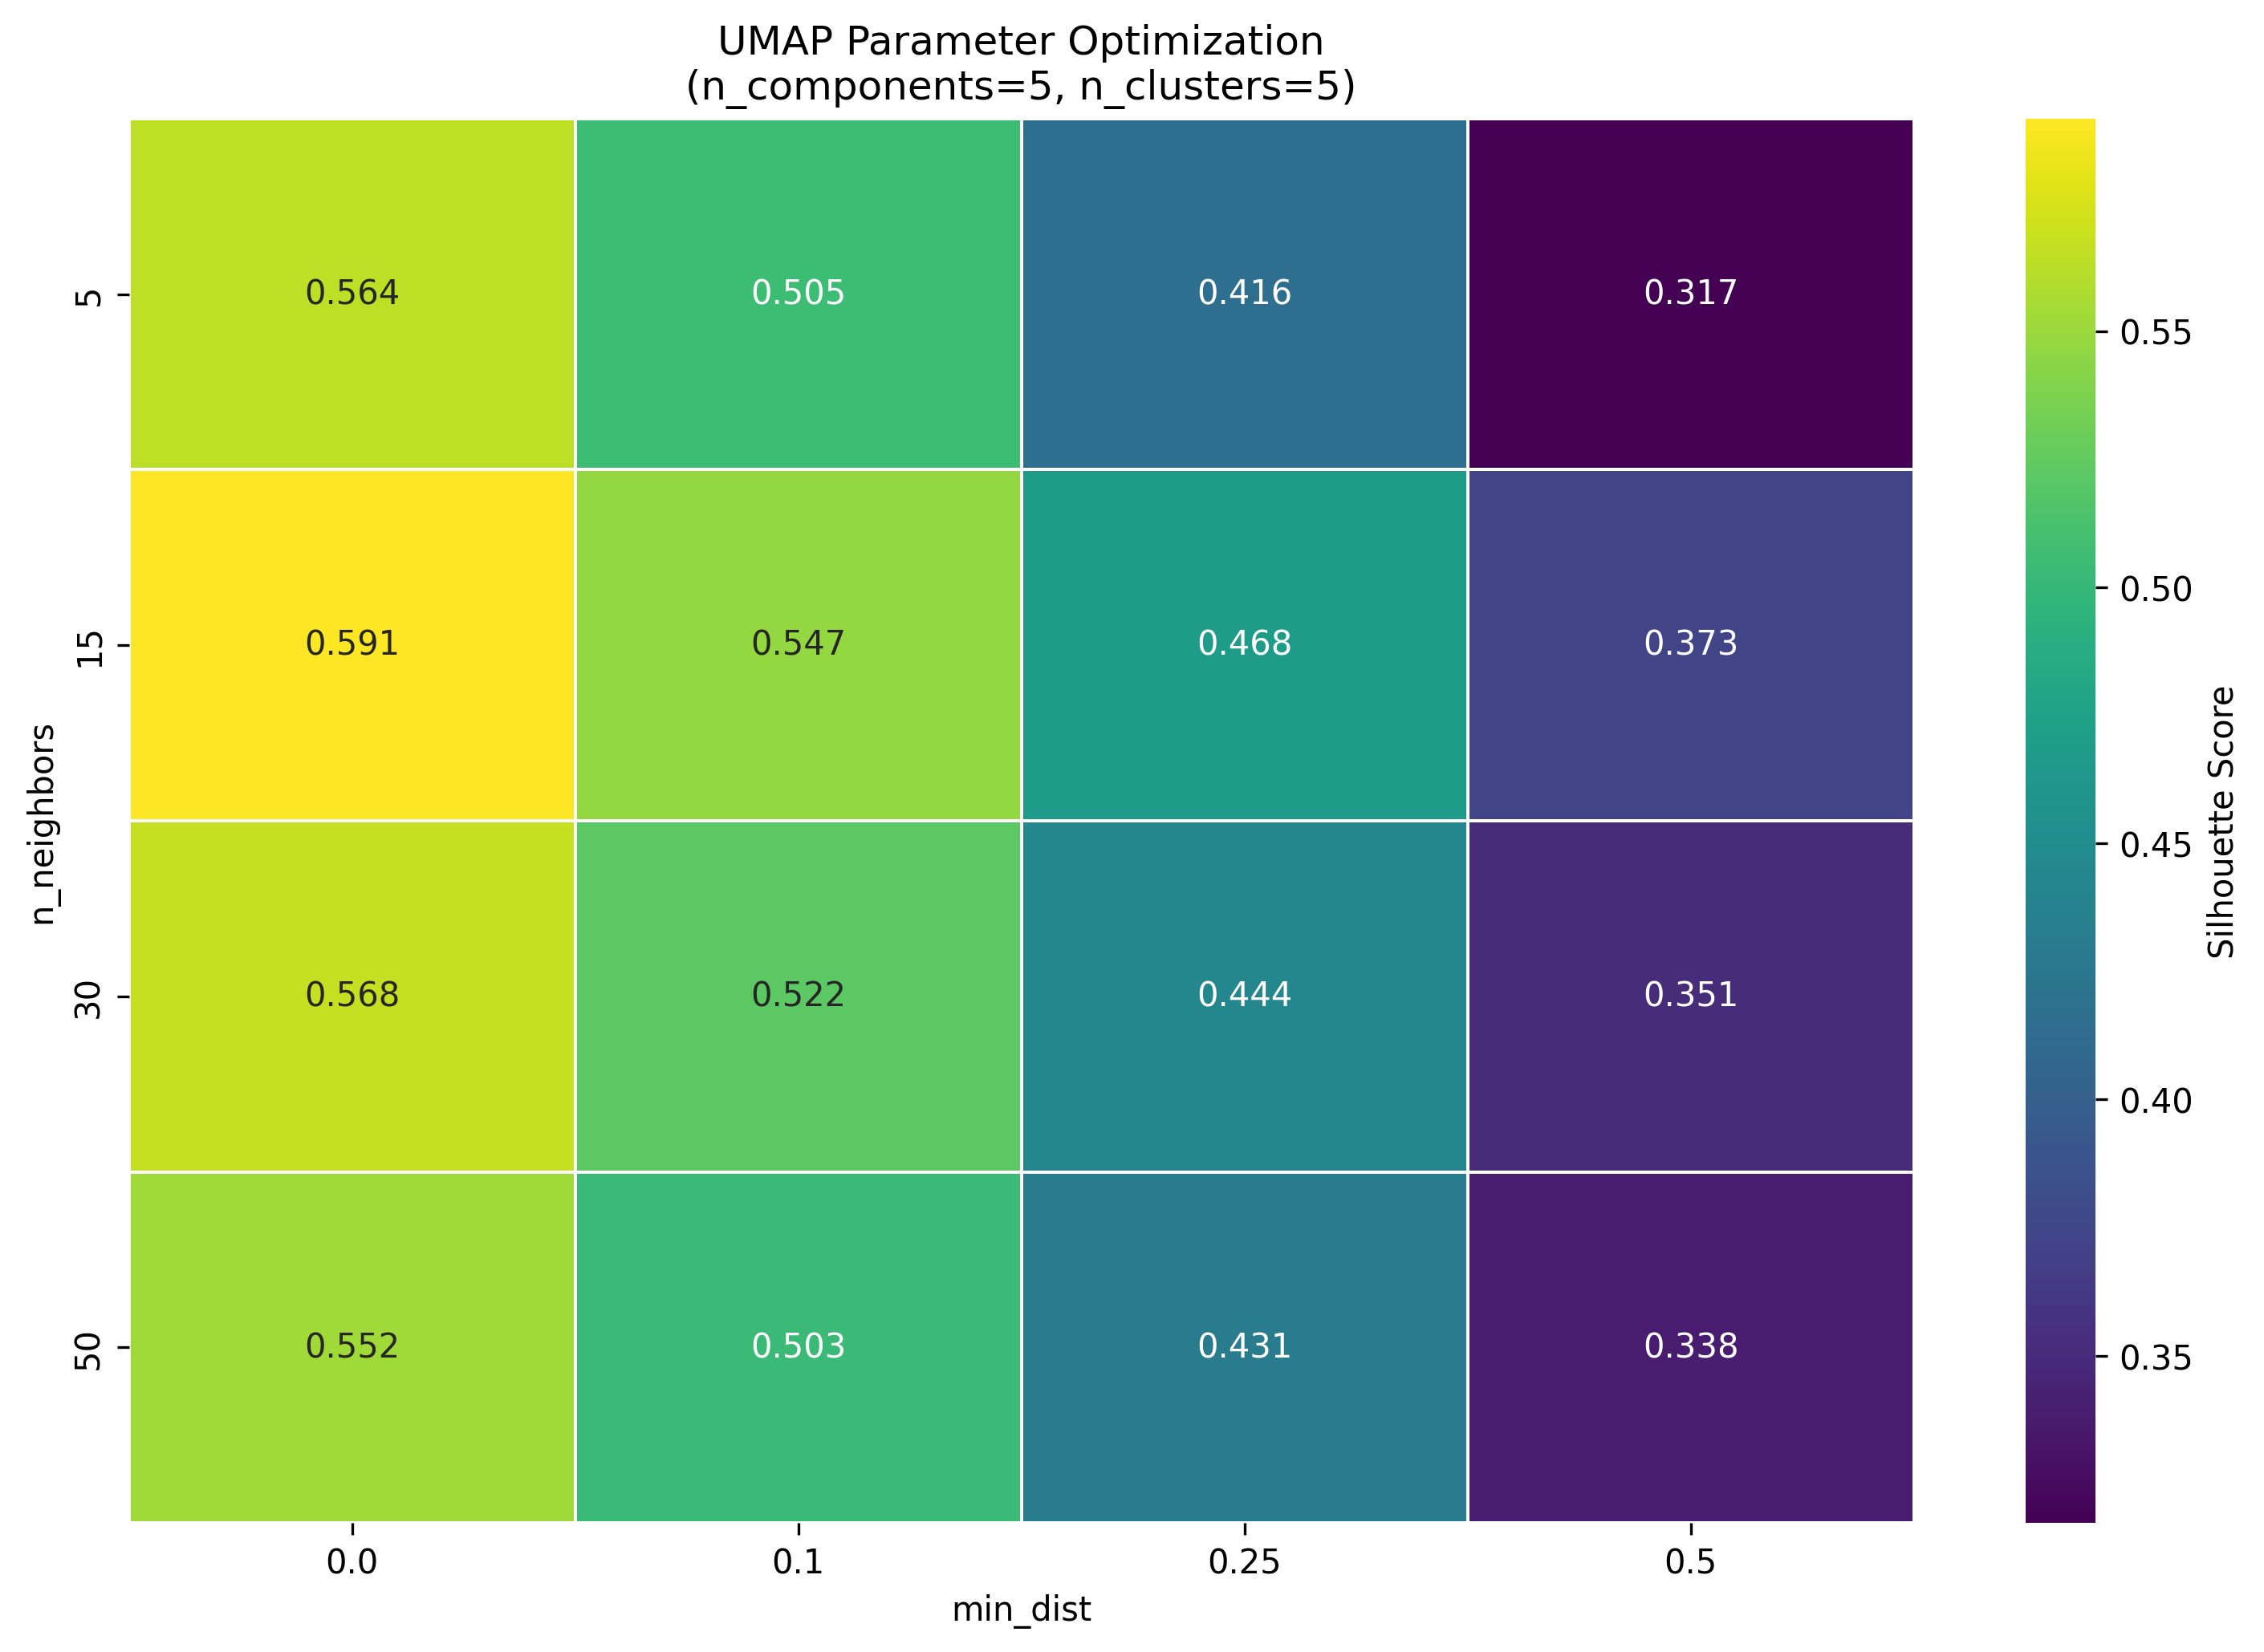 UMAP Parameter Optimization
(n_components=5, n_clusters=5)
n_neighbors
5
0.564 0.505 0.416 0.317
15
0.591 0.547 0.468 0.373
30
0.568 0.522 0.444 0.351
50
0.552 0.503 0.431 0.338
0.0 0.1 0.25 0.5
min_dist
0.55
0.50
0.45
0.40
0.35
Silhouette Score